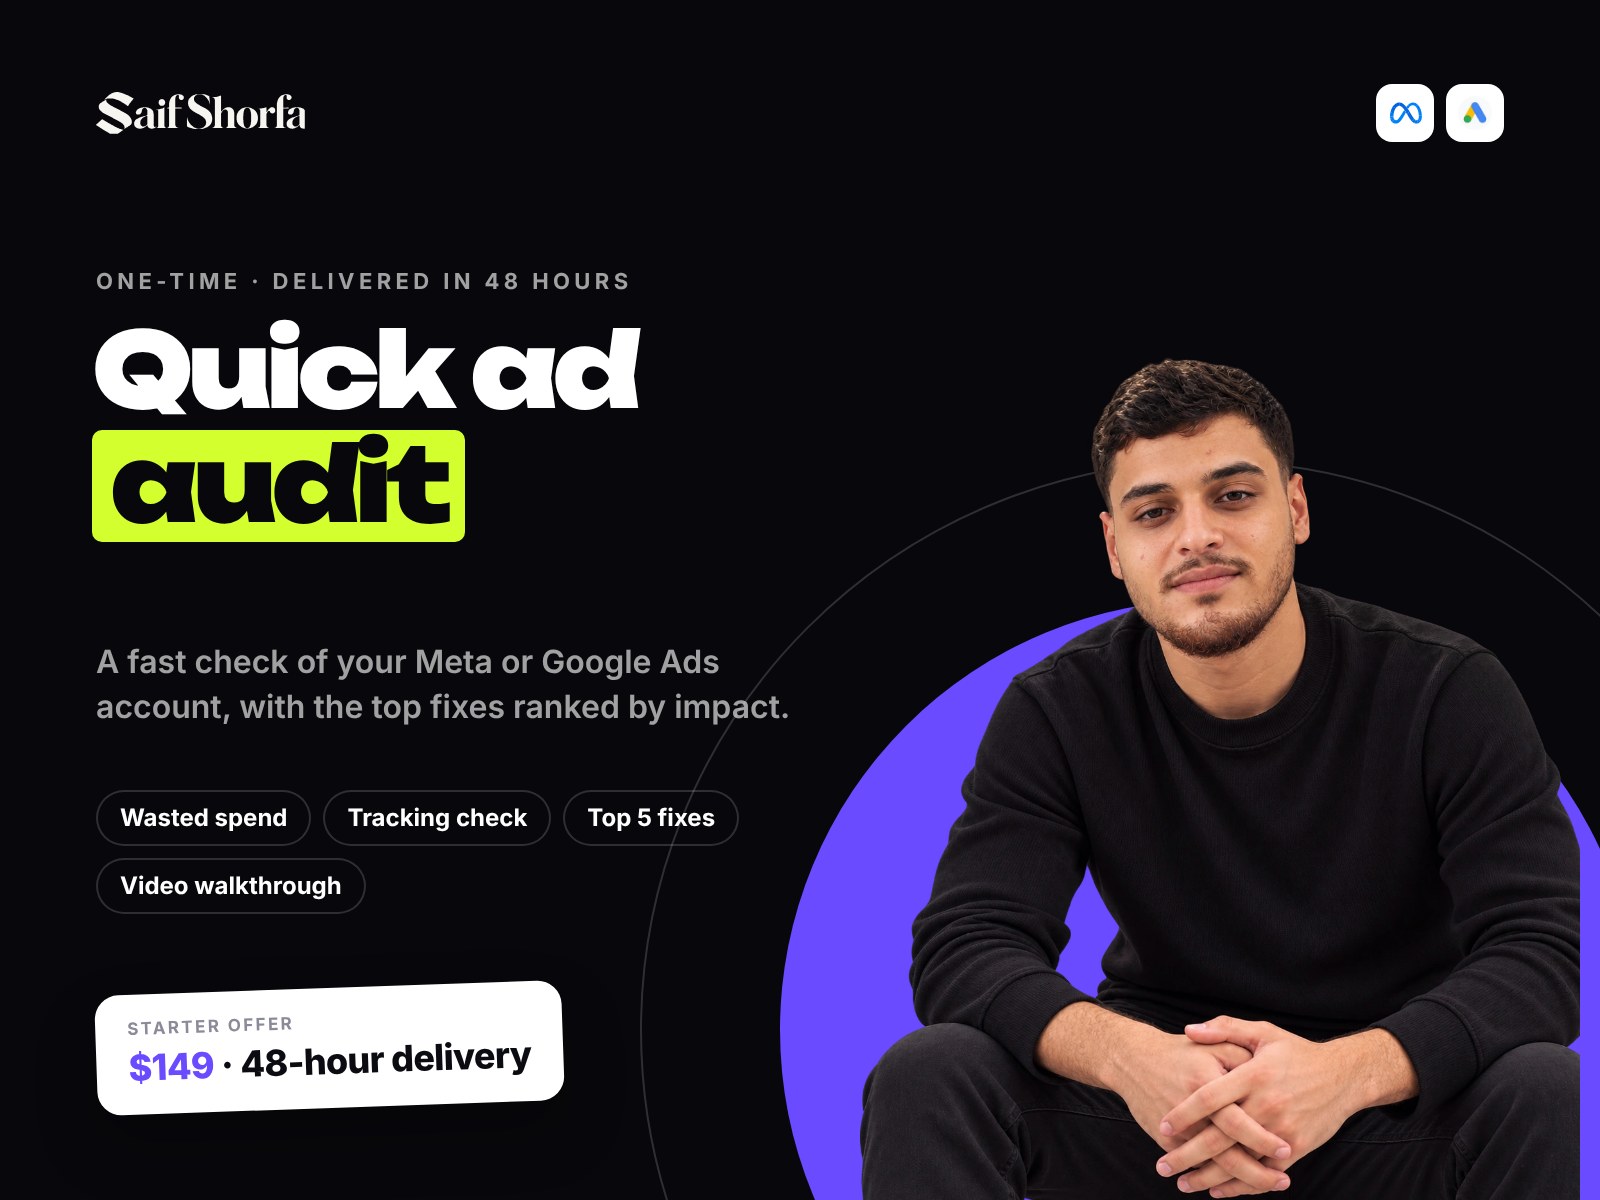 Saif Shorfa
ONE-TIME · DELIVERED IN 48 HOURS
Quick ad
audit
A fast check of your Meta or Google Ads
account, with the top fixes ranked by impact.
Wasted spend
Tracking check
Top 5 fixes
Video walkthrough
STARTER OFFER
$149 · 48-hour delivery